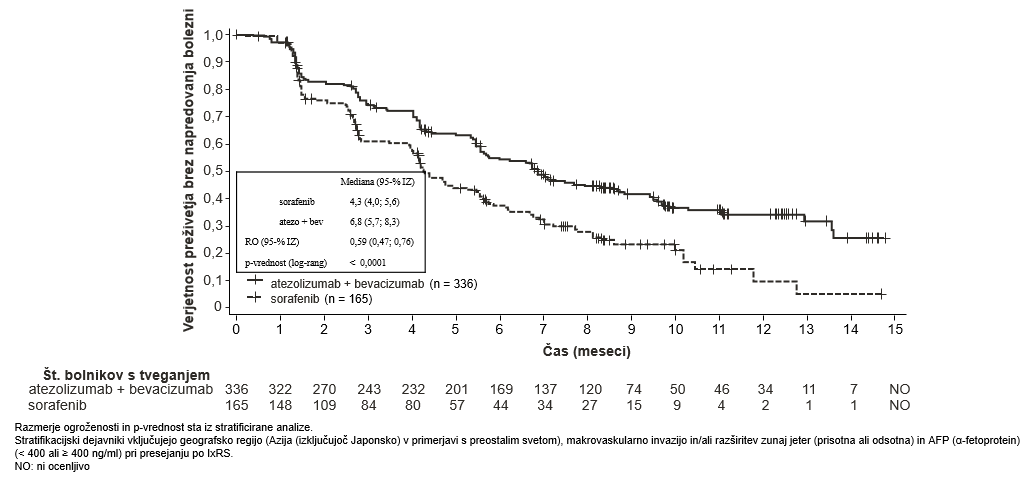 Verjetnost preživetja brez napredovanja bolezni
1,0
0,9
0,8
0,7
0,6
0,5
0,4
0,3
0,2
0,1
0
Mediana (95-% IZ)
sorafenib 4,3 (4,0; 5,6)
atezo + bev 6,8 (5,7; 8,3)
RO (95-% IZ) 0,59 (0,47; 0,76)
p-vrednost (log-rang) < 0,0001
atezolizumab + bevacizumab (n = 336)
sorafenib (n = 165)
0 1 2 3 4 5 6 7 8 9 10 11 12 13 14 15
Čas (meseci)
Št. bolnikov s tveganjem
atezolizumab + bevacizumab 336 322 270 243 232 201 169 137 120 74 50 46 34 11 7 NO
sorafenib 165 148 109 84 80 57 44 34 27 15 9 4 2 1 1 NO
Razmerje ogroženosti in p-vrednost sta iz stratificirane analize.
Stratifikacijski dejavniki vključujejo geografsko regijo (Azija (izključujoč Japonsko) v primerjavi s preostalim svetom), makrovaskularno invazijo in/ali razširitev zunaj jeter (prisotna ali odsotna) in AFP (α-fetoprotein)
(< 400 ali ≥ 400 ng/ml) pri presejanju po IxRS.
NO: ni ocenljivo